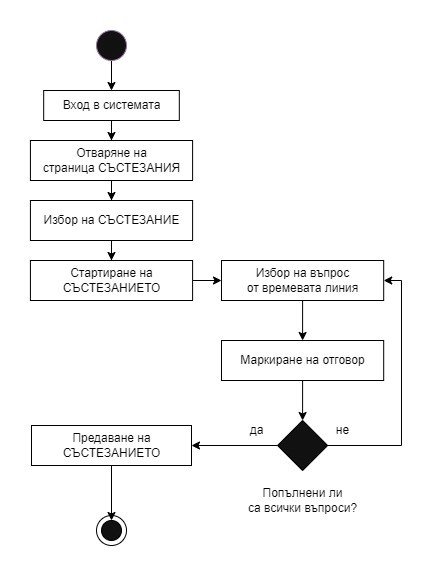 Вход в системата
Отваряне на
страница СЪСТЕЗАНИЯ
Избор на СЪСТЕЗАНИЕ
Стартиране на
СЪСТЕЗАНИЕТО
Избор на въпрос
от времевата линия
Маркиране на отговор
да
не
Предаване на
СЪСТЕЗАНИЕТО
Попълнени ли
са всички въпроси?